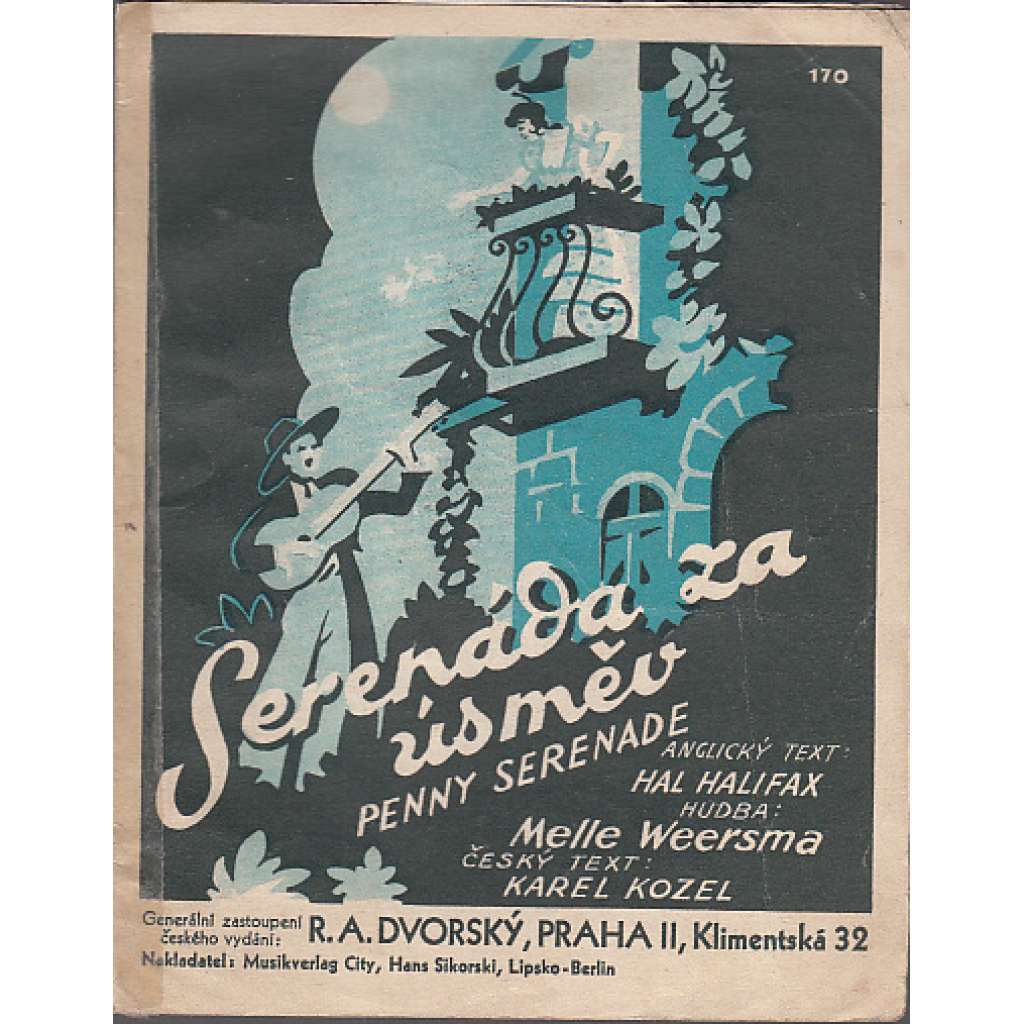 170
Serenáda za
úsměv
PENNY SERENADE
ANGLICKÝ TEXT:
HAL HALIFAX
HUDBA:
Melle Weersma
ČESKÝ TEXT:
KAREL KOZEL
Generální zastoupení
českého vydání: R. A. DVORSKÝ, PRAHA II, Klimentská 32
Nakladatel: Musikverlag City, Hans Sikorski, Lipsko-Berlin